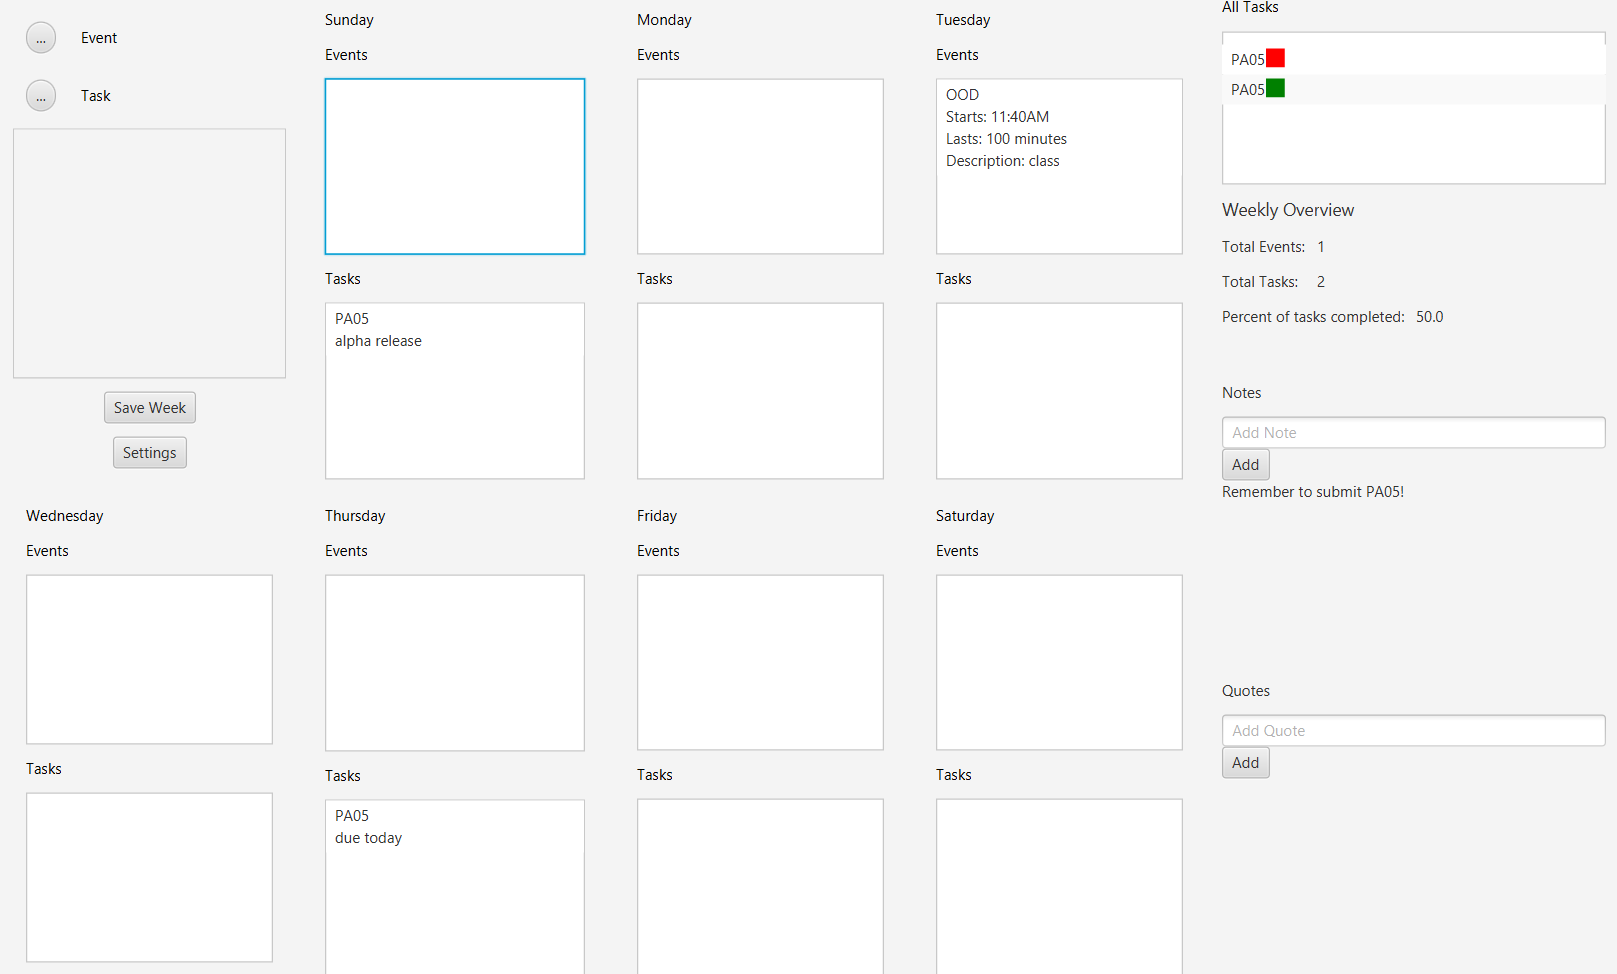 ...
Event
...
Task
Save Week
Settings
Sunday
Events
Tasks
PA05
alpha release
Monday
Events
Tasks
Tuesday
Events
OOD
Starts: 11:40AM
Lasts: 100 minutes
Description: class
Tasks
All Tasks
PA05
PA05
Weekly Overview
Total Events: 1
Total Tasks: 2
Percent of tasks completed: 50.0
Notes
Add Note
Add
Remember to submit PA05!
Wednesday
Events
Tasks
Thursday
Events
Tasks
PA05
due today
Friday
Events
Tasks
Saturday
Events
Tasks
Quotes
Add Quote
Add